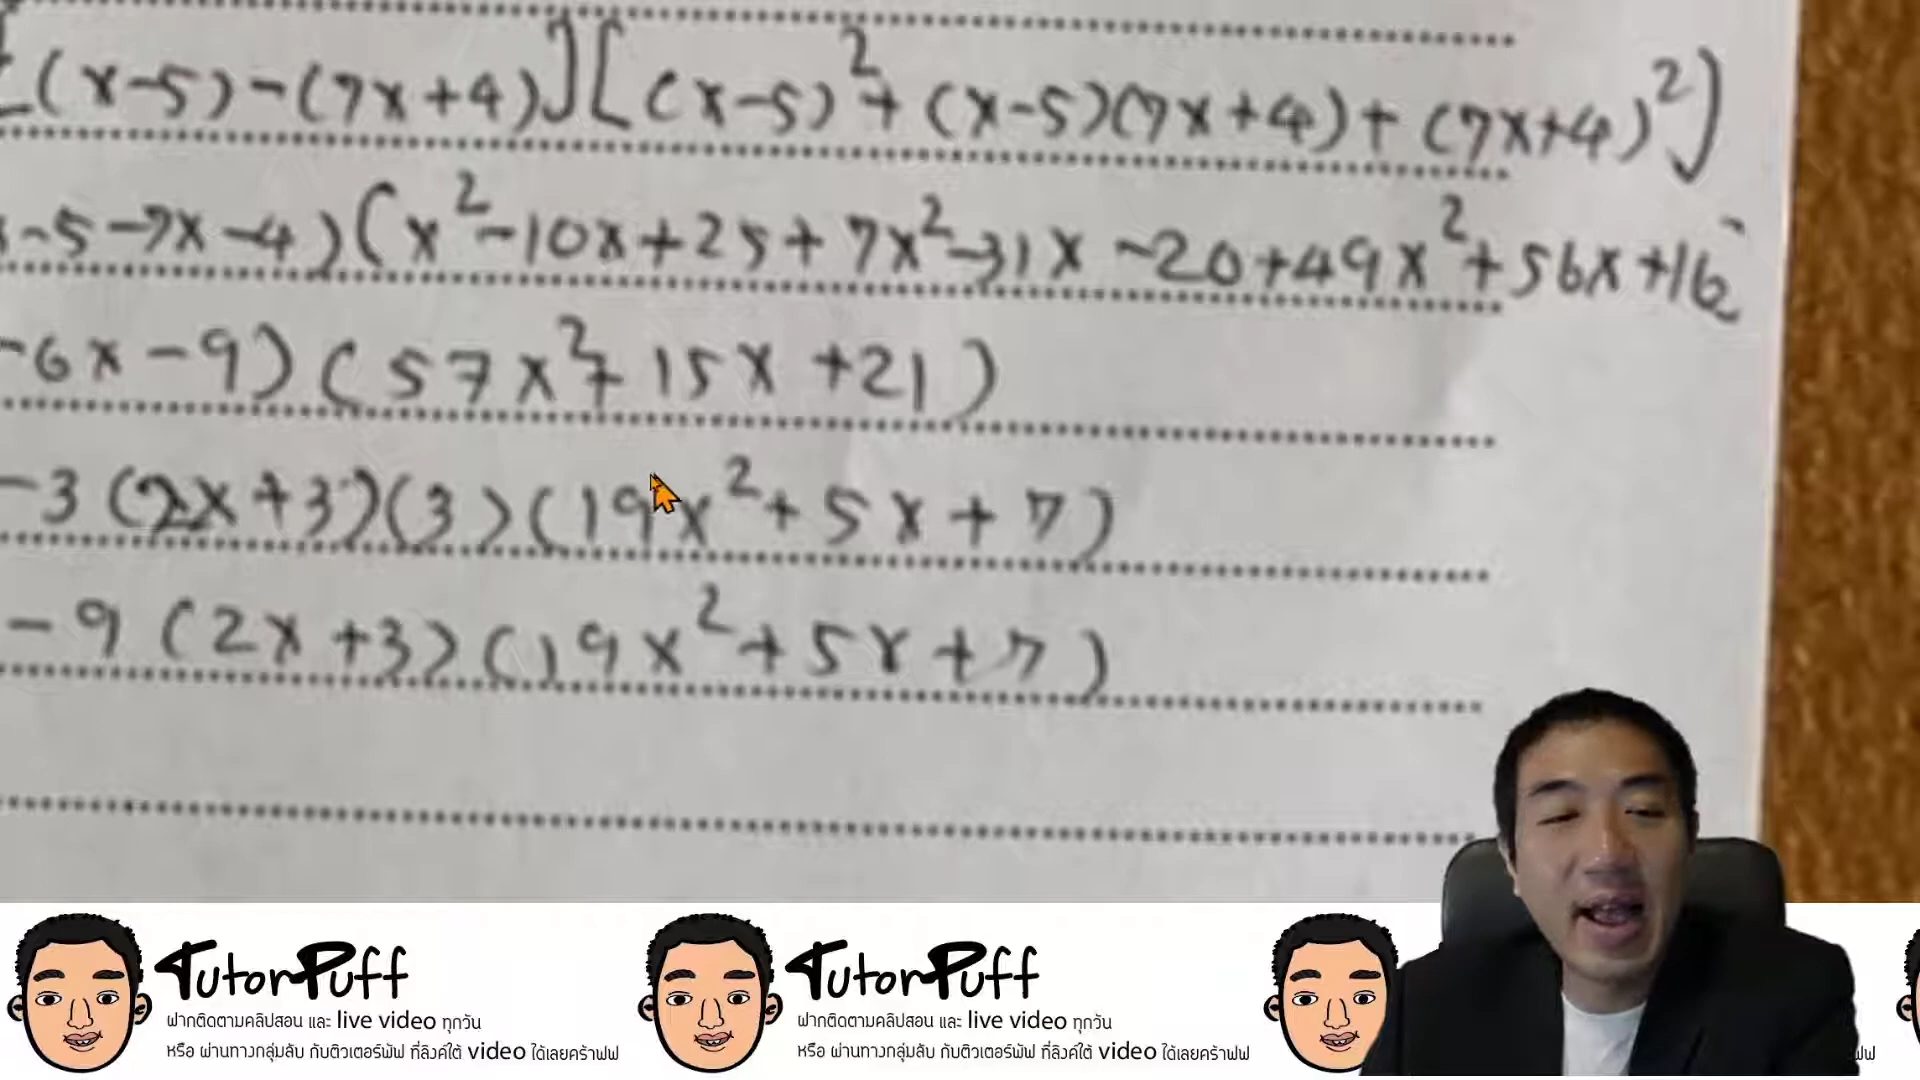 [(x-5)-(7x+4)][(x-5)²+(x-5)(7x+4)+(7x+4)²]
-5-7x-4)(x²-10x+25+7x²-31x-20+49x²+56x+16
-6x-9)(57x²+15x+21)
-3(2x+3)(3)(19x²+5x+7)
-9(2x+3)(19x²+5x+7)
TutorPuff
ฝากติดตามคลิปสอน และ live video ทุกวัน
หรือ ผ่านทางกลุ่มลับ กับติวเตอร์พัฟ ที่ลิงค์ใต้ video ได้เลยคร้าฟฟ
TutorPuff
ฝากติดตามคลิปสอน และ live video ทุกวัน
หรือ ผ่านทางกลุ่มลับ กับติวเตอร์พัฟ ที่ลิงค์ใต้ video ได้เลยคร้าฟฟ
ฟฟ